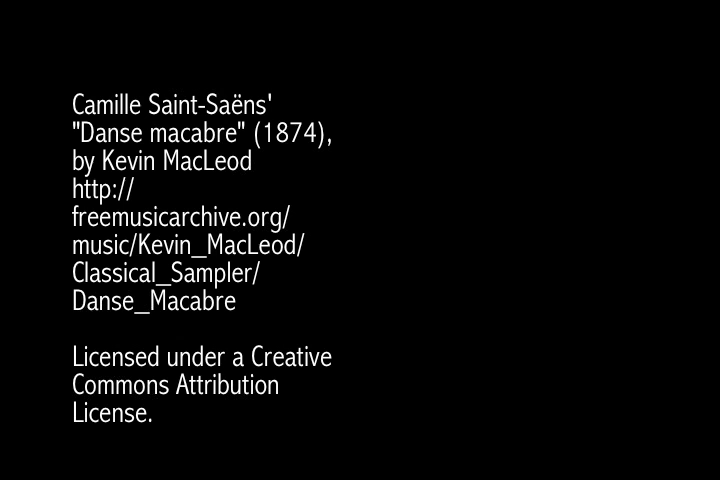 Camille Saint-Saëns'
"Danse macabre" (1874),
by Kevin MacLeod
http://
freemusicarchive.org/
music/Kevin_MacLeod/
Classical_Sampler/
Danse_Macabre
Licensed under a Creative
Commons Attribution
License.